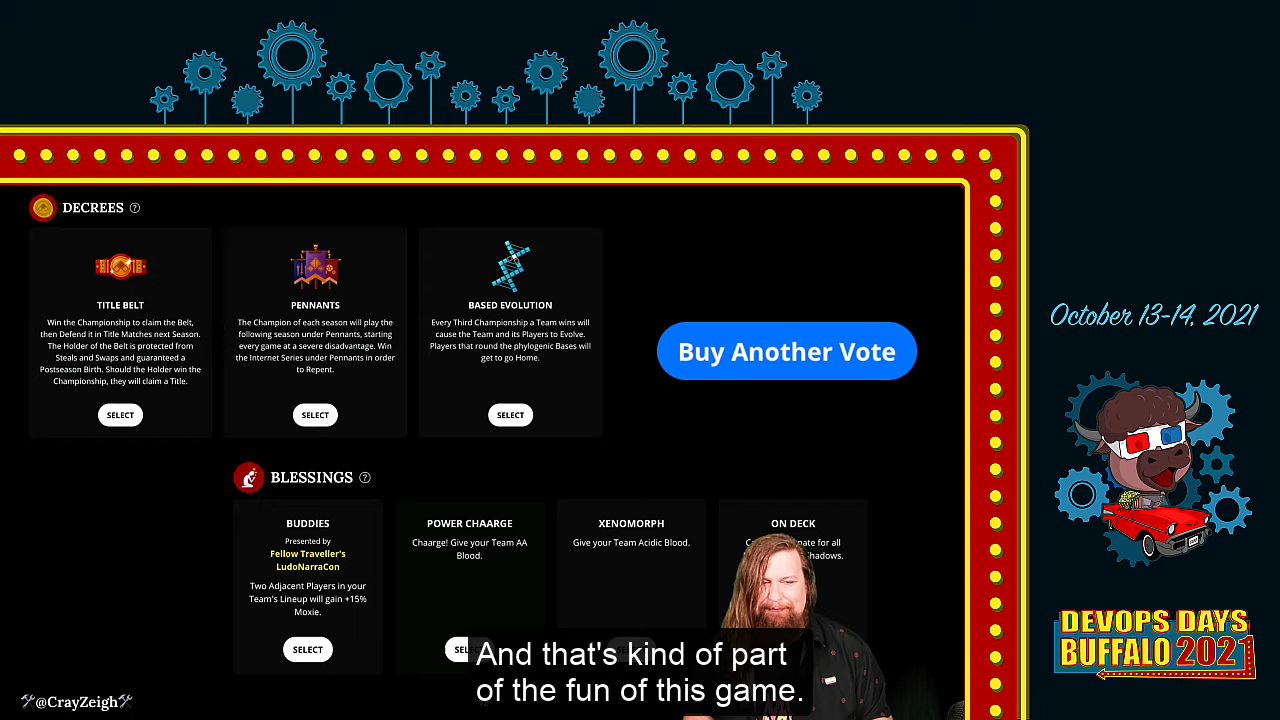 DECREES ?
TITLE BELT
Win the Championship to claim the Belt,
then Defend it in Title Matches next Season.
The Holder of the Belt is protected from
Steals and Swaps and guaranteed a
Postseason Birth. Should the Holder win the
Championship, they will claim a Title.
SELECT
PENNANTS
The Champion of each season will play the
following season under Pennants, starting
every game at a severe disadvantage. Win
the Internet Series under Pennants in order
to Repent.
SELECT
BASED EVOLUTION
Every Third Championship a Team wins will
cause the Team and its Players to Evolve.
Players that round the phylogenic Bases will
get to go Home.
SELECT
Buy Another Vote
BLESSINGS ?
BUDDIES
Presented by
Fellow Traveller's
LudoNarraCon
Two Adjacent Players in your
Team's Lineup will gain +15%
Moxie.
SELECT
POWER CHAARGE
Chaarge! Give your Team AA
Blood.
XENOMORPH
Give your Team Acidic Blood.
ON DECK
for all
And that's kind of part
of the fun of this game.
@CrayZeigh
October 13-14, 2021
DEVOPS DAYS
BUFFALO 2021